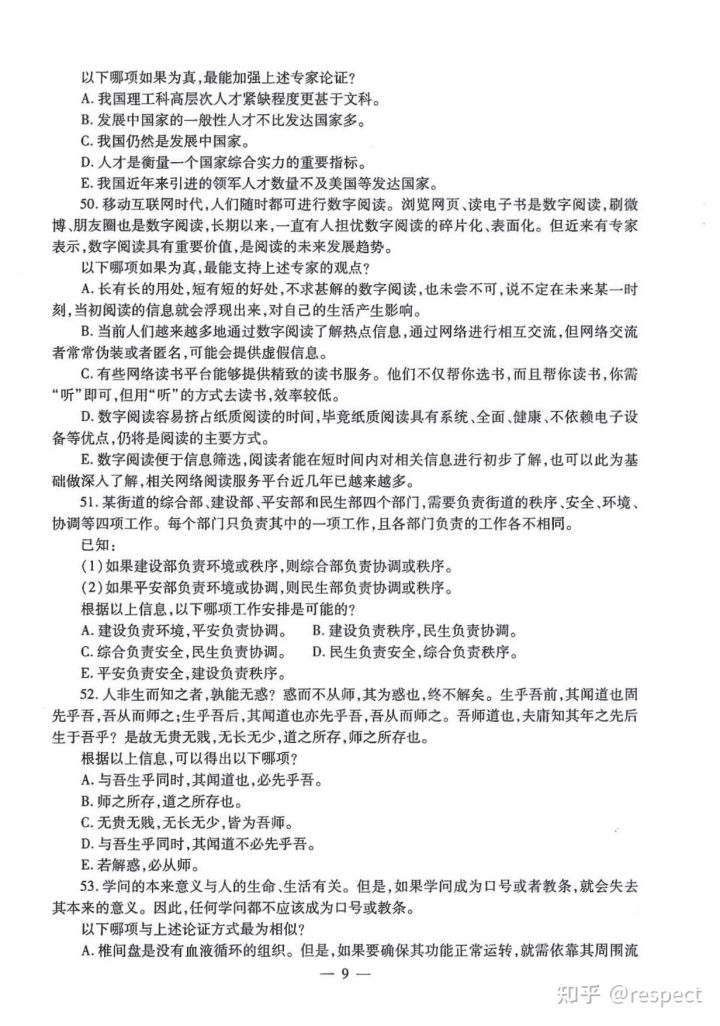 以下哪项如果为真,最能加强上述专家论证?
A. 我国理工科高层次人才紧缺程度更甚于文科。
B. 发展中国家的一般性人才不比发达国家多。
C. 我国仍然是发展中国家。
D. 人才是衡量一个国家综合实力的重要指标。
E. 我国近年来引进的领军人才数量不及美国等发达国家。
50. 移动互联网时代,人们随时都可进行数字阅读。浏览网页、读电子书是数字阅读,刷微
博、朋友圈也是数字阅读,长期以来,一直有人担忧数字阅读的碎片化、表面化。但近来有专家
表示,数字阅读具有重要价值,是阅读的未来发展趋势。
以下哪项如果为真,最能支持上述专家的观点?
A. 长有长的用处,短有短的好处,不求甚解的数字阅读,也未尝不可,说不定在未来某一时
刻,当初阅读的信息就会浮现出来,对自己的生活产生影响。
B. 当前人们越来越多地通过数字阅读了解热点信息,通过网络进行相互交流,但网络交流
者常常伪装或者匿名,可能会提供虚假信息。
C. 有些网络读书平台能够提供精致的读书服务。他们不仅帮你选书,而且帮你读书,你需
“听”即可,但用“听”的方式去读书,效率较低。
D. 数字阅读容易挤占纸质阅读的时间,毕竟纸质阅读具有系统、全面、健康、不依赖电子设
备等优点,仍将是阅读的主要方式。
E. 数字阅读便于信息筛选,阅读者能在短时间内对相关信息进行初步了解,也可以此为基
础做深入了解,相关网络阅读服务平台近几年已越来越多。
51. 某街道的综合部、建设部、平安部和民生部四个部门,需要负责街道的秩序、安全、环境、
协调等四项工作。每个部门只负责其中的一项工作,且各部门负责的工作各不相同。
已知:
(1)如果建设部负责环境或秩序,则综合部负责协调或秩序。
(2)如果平安部负责环境或协调,则民生部负责协调或秩序。
根据以上信息,以下哪项工作安排是可能的?
A. 建设负责环境,平安负责协调。 B. 建设负责秩序,民生负责协调。
C. 综合负责安全,民生负责协调。 D. 民生负责安全,综合负责秩序。
E. 平安负责安全,建设负责秩序。
52. 人非生而知之者,孰能无惑?惑而不从师,其为惑也,终不解矣。生乎吾前,其闻道也固
先乎吾,吾从而师之;生乎吾后,其闻道也亦先乎吾,吾从而师之。吾师道也,夫庸知其年之先后
生于吾乎?是故无贵无贱,无长无少,道之所存,师之所存也。
根据以上信息,可以得出以下哪项?
A. 与吾生乎同时,其闻道也,必先乎吾。
B. 师之所存,道之所存也。
C. 无贵无贱,无长无少,皆为吾师。
D. 与吾生乎同时,其闻道不必先乎吾。
E. 若解惑,必从师。
53. 学问的本来意义与人的生命、生活有关。但是,如果学问成为口号或者教条,就会失去
其本来的意义。因此,任何学问都不应该成为口号或教条。
以下哪项与上述论证方式最为相似?
A. 椎间盘是没有血液循环的组织。但是,如果要确保其功能正常运转,就需依靠其周围流
— 9 —
知乎 @respect